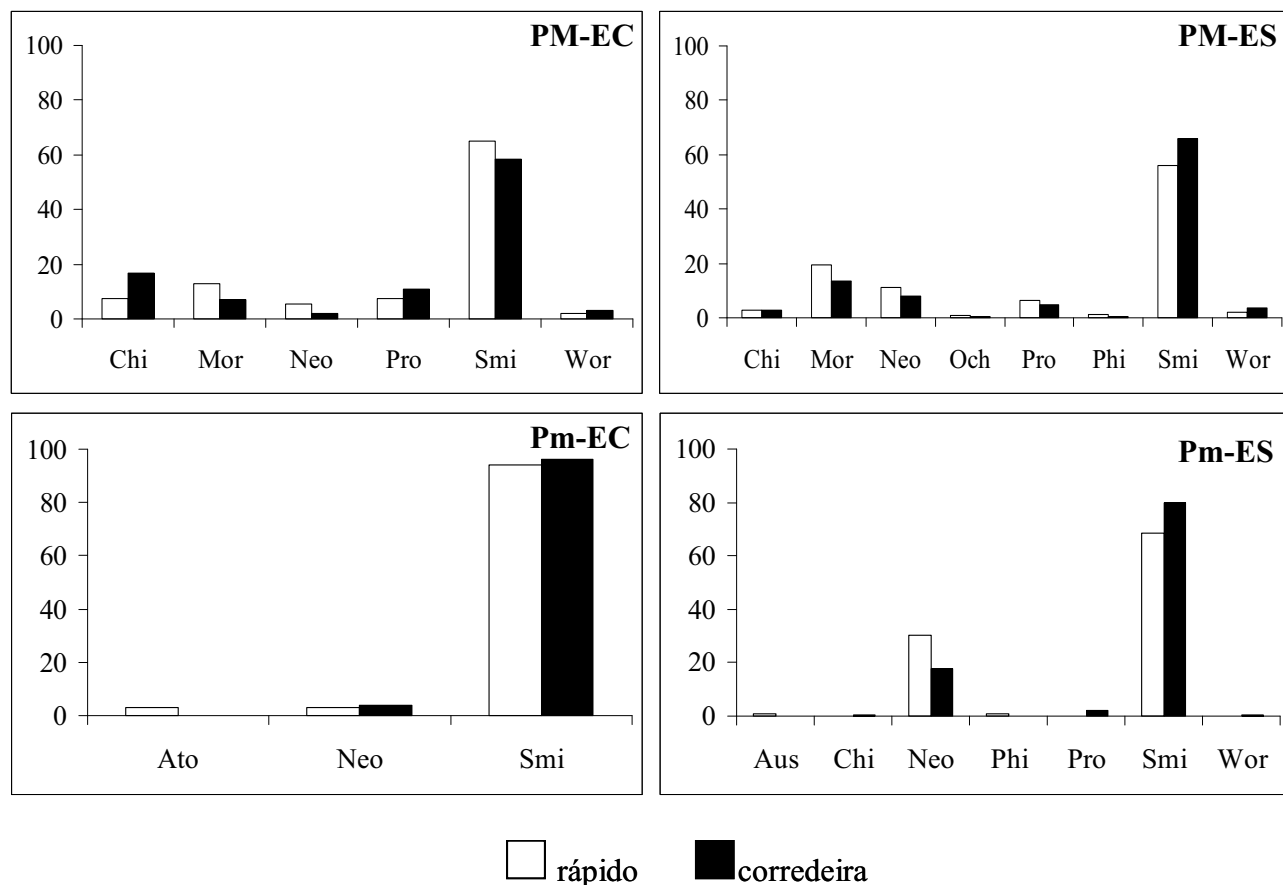 PM-EC
100
80
60
40
20
0
Chi Mor Neo Pro Smi Wor
PM-ES
100
80
60
40
20
0
Chi Mor Neo Och Pro Phi Smi Wor
Pm-EC
100
80
60
40
20
0
Ato Neo Smi
Pm-ES
100
80
60
40
20
0
Aus Chi Neo Phi Pro Smi Wor
rápido corredeira